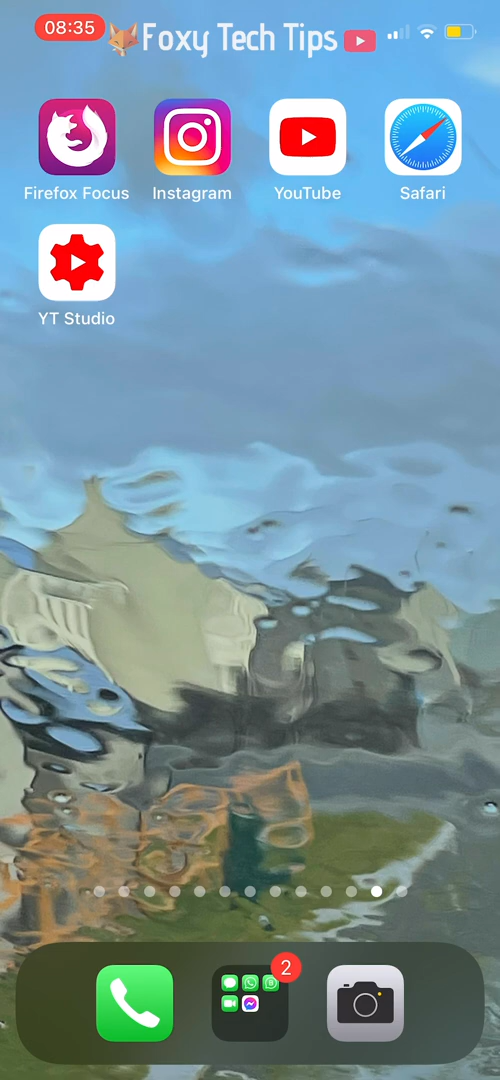 08:35
Foxy Tech Tips
Firefox Focus
Instagram
YouTube
Safari
YT Studio
2